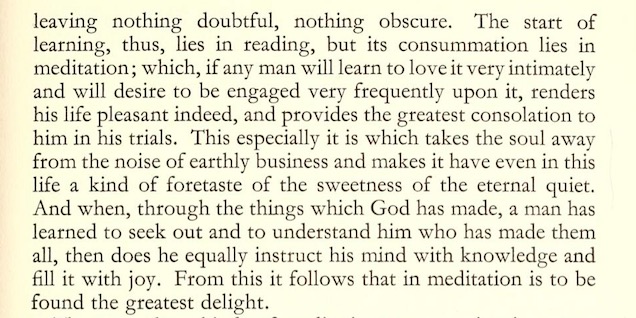 leaving nothing doubtful, nothing obscure. The start of
learning, thus, lies in reading, but its consummation lies in
meditation; which, if any man will learn to love it very intimately
and will desire to be engaged very frequently upon it, renders
his life pleasant indeed, and provides the greatest consolation to
him in his trials. This especially it is which takes the soul away
from the noise of earthly business and makes it have even in this
life a kind of foretaste of the sweetness of the eternal quiet.
And when, through the things which God has made, a man has
learned to seek out and to understand him who has made them
all, then does he equally instruct his mind with knowledge and
fill it with joy. From this it follows that in meditation is to be
found the greatest delight.